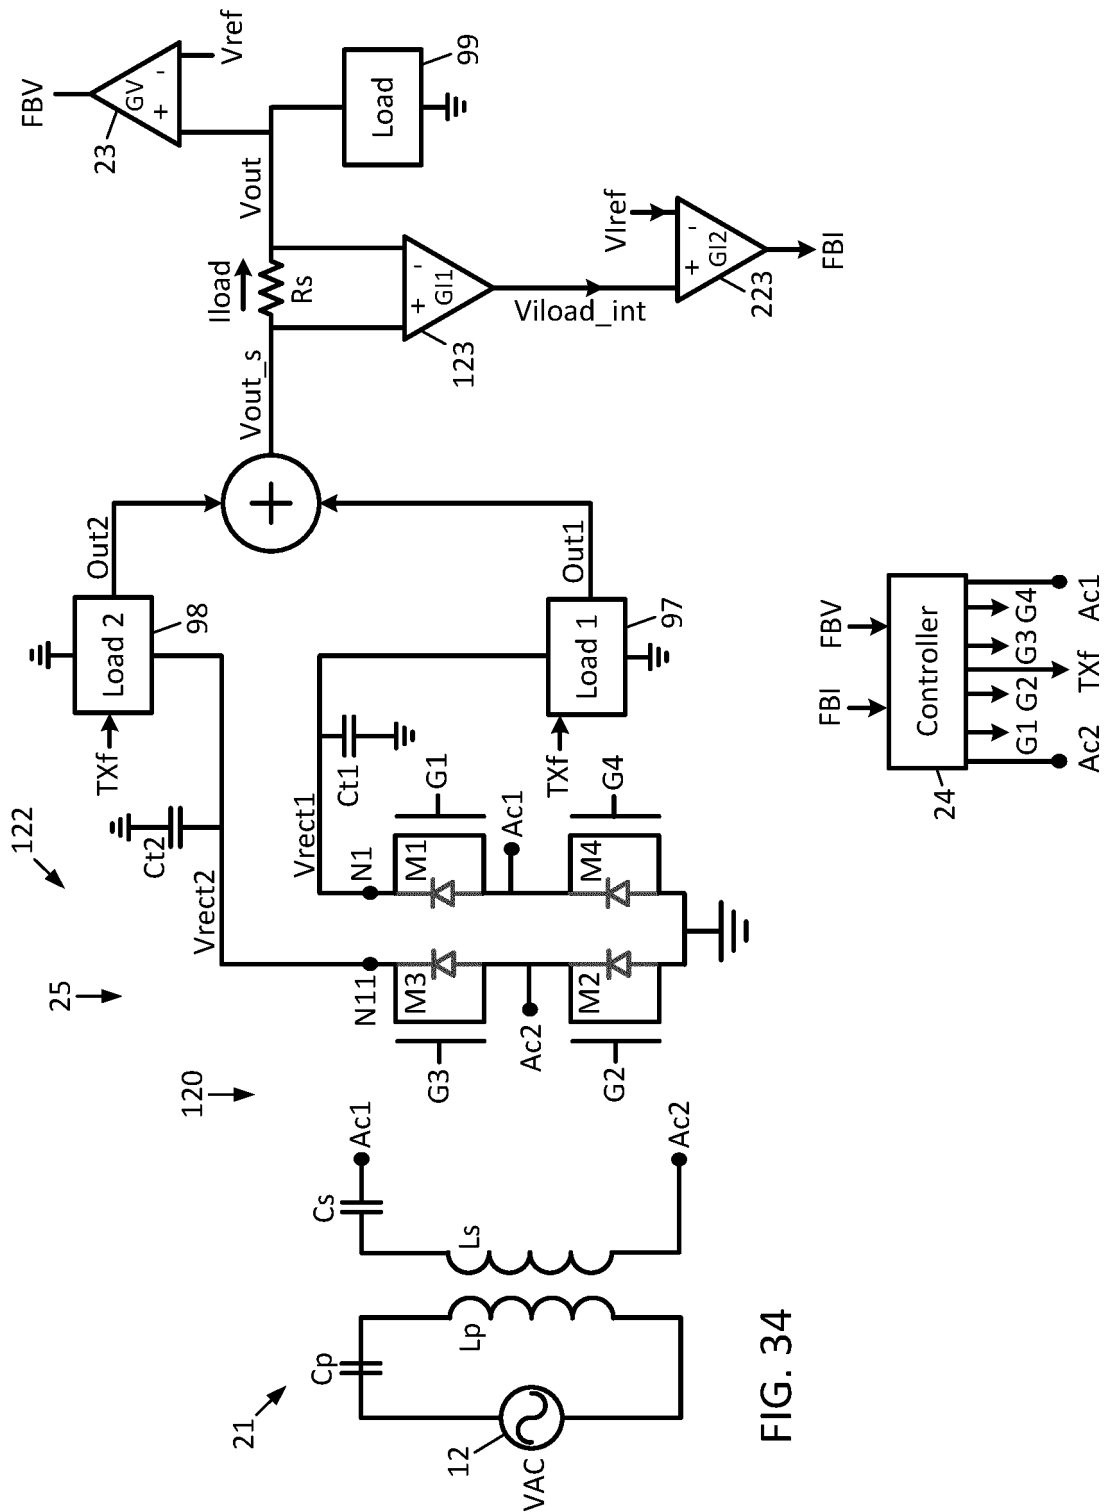 21
12
VAC
Cp
Lp
Ls
Cs
Ac1
Ac2
120
25
122
G3
M3
N11
Ac2
G2
M2
Vrect2
Ct2
N1
M1
G1
Ac1
M4
G4
Vrect1
Ct1
TXf
Load 2
98
Out2
TXf
Load 1
97
Out1
+
Vout_s
Iload
Rs
Vout
+
-
GI1
123
Viload_int
VIref
+
-
GI2
223
FBI
FBV
GV
+
-
23
Vref
Load
99
FBI
FBV
Controller
24
Ac2
G1
G2
TXf
G3
G4
Ac1
FIG. 34